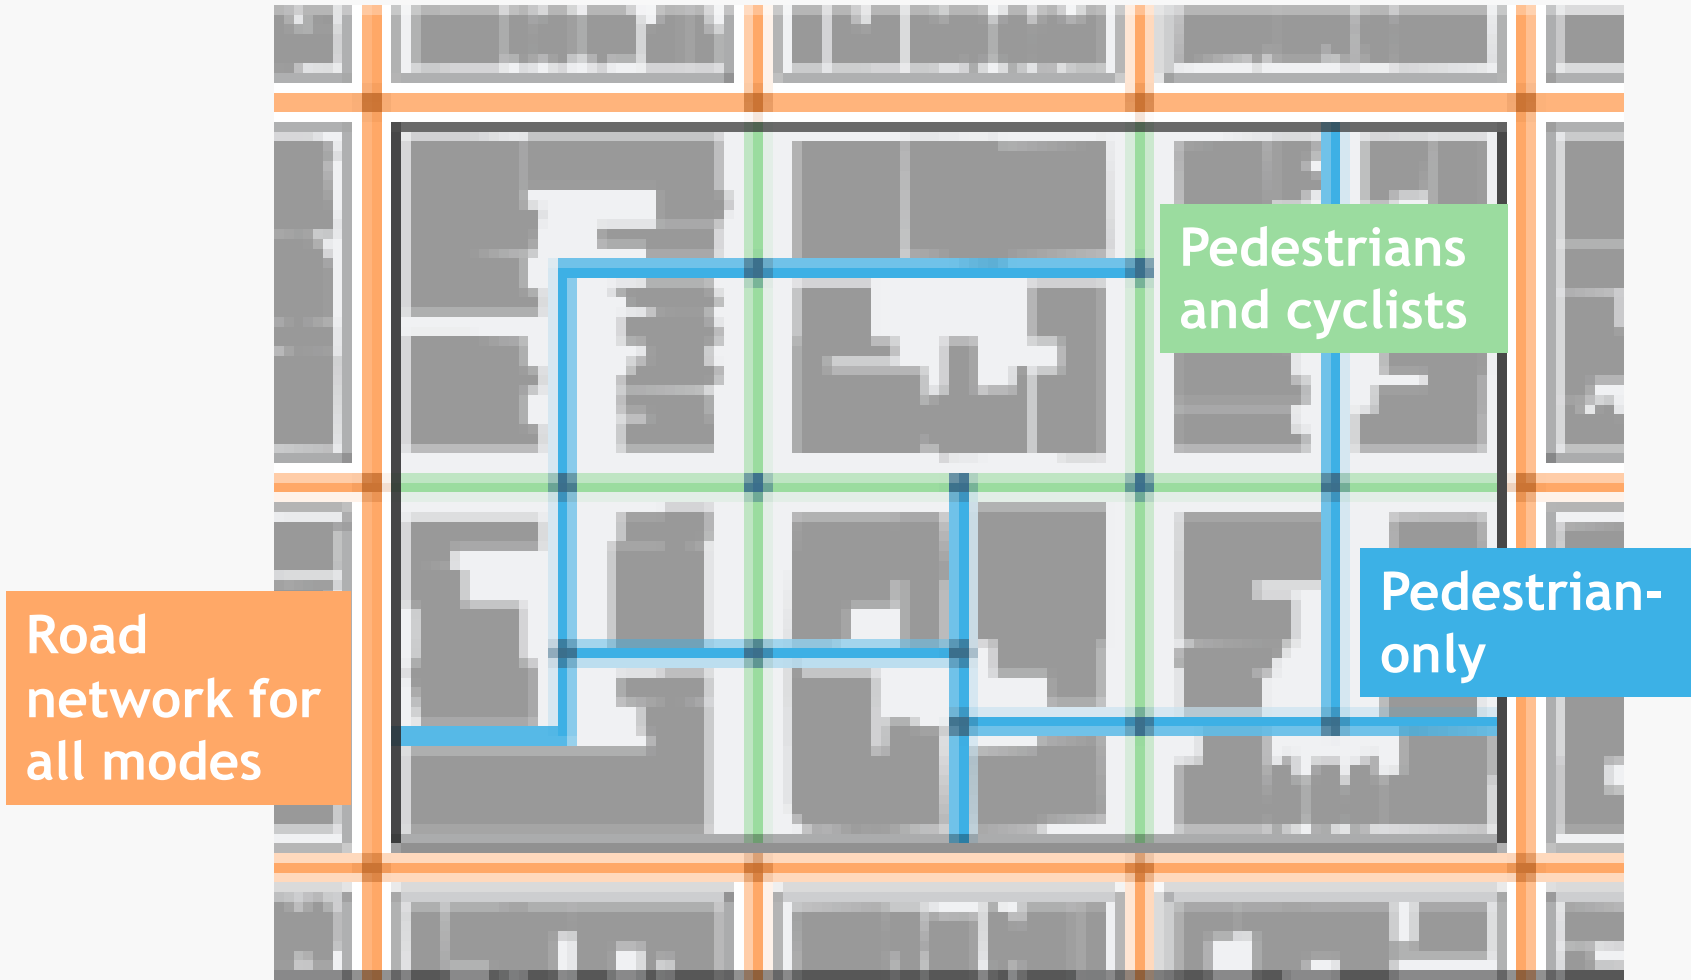 Pedestrians
and cyclists
Pedestrian-
only
Road
network for
all modes